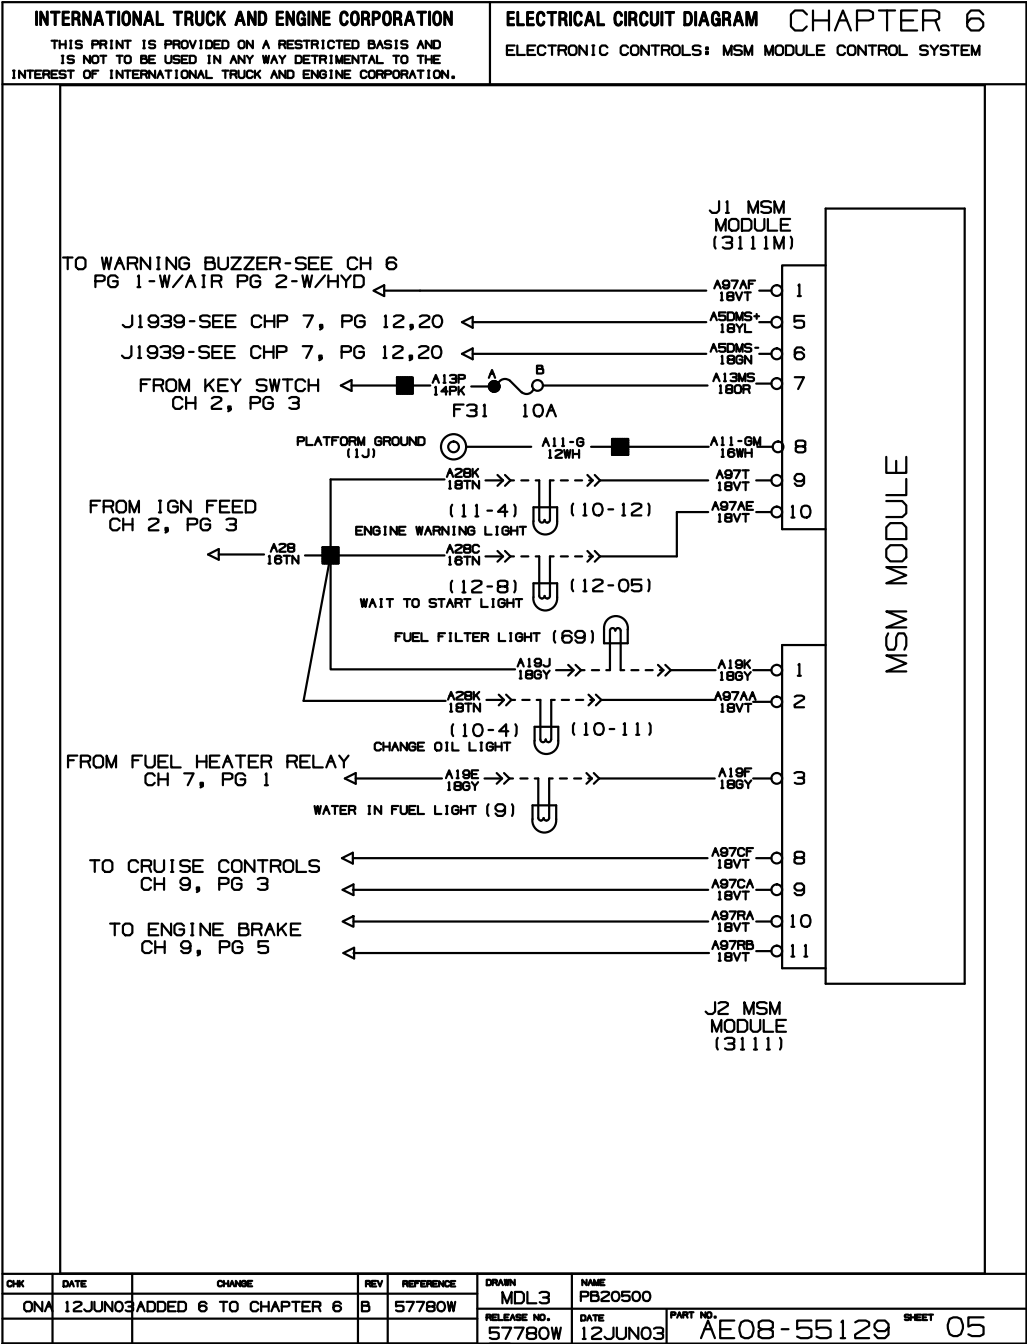 INTERNATIONAL TRUCK AND ENGINE CORPORATION
THIS PRINT IS PROVIDED ON A RESTRICTED BASIS AND
IS NOT TO BE USED IN ANY WAY DETRIMENTAL TO THE
INTEREST OF INTERNATIONAL TRUCK AND ENGINE CORPORATION.
ELECTRICAL CIRCUIT DIAGRAM CHAPTER 6
ELECTRONIC CONTROLS: MSM MODULE CONTROL SYSTEM
J1 MSM
MODULE
(3111M)
TO WARNING BUZZER-SEE CH 6
PG 1-W/AIR PG 2-W/HYD
A97AF
18VT
1
J1939-SEE CHP 7, PG 12,20
A5DMS+
18YL
5
J1939-SEE CHP 7, PG 12,20
A5DMS-
18GN
6
FROM KEY SWTCH
CH 2, PG 3
A13P
14PK
A
B
F31 10A
A13MS
18OR
7
PLATFORM GROUND
(1J)
A11-G
12WH
A11-GM
16WH
8
A28K
18TN
A97T
18VT
9
(11-4)
(10-12)
ENGINE WARNING LIGHT
A97AE
18VT
10
FROM IGN FEED
CH 2, PG 3
A28
16TN
A28C
16TN
(12-8)
(12-05)
WAIT TO START LIGHT
MSM MODULE
FUEL FILTER LIGHT (69)
A19J
18GY
A19K
18GY
1
A28K
18TN
A97AA
18VT
2
(10-4)
(10-11)
CHANGE OIL LIGHT
FROM FUEL HEATER RELAY
CH 7, PG 1
A19E
18GY
A19F
18GY
3
WATER IN FUEL LIGHT (9)
TO CRUISE CONTROLS
CH 9, PG 3
A97CF
18VT
8
A97CA
18VT
9
TO ENGINE BRAKE
CH 9, PG 5
A97RA
18VT
10
A97RB
18VT
11
J2 MSM
MODULE
(3111)
CHK DATE CHANGE REV REFERENCE
ONA 12JUN03 ADDED 6 TO CHAPTER 6 B 57780W
DRAWN
MDL3
NAME
PB20500
RELEASE NO.
57780W
DATE
12JUN03
PART NO.
AE08-55129
SHEET 05